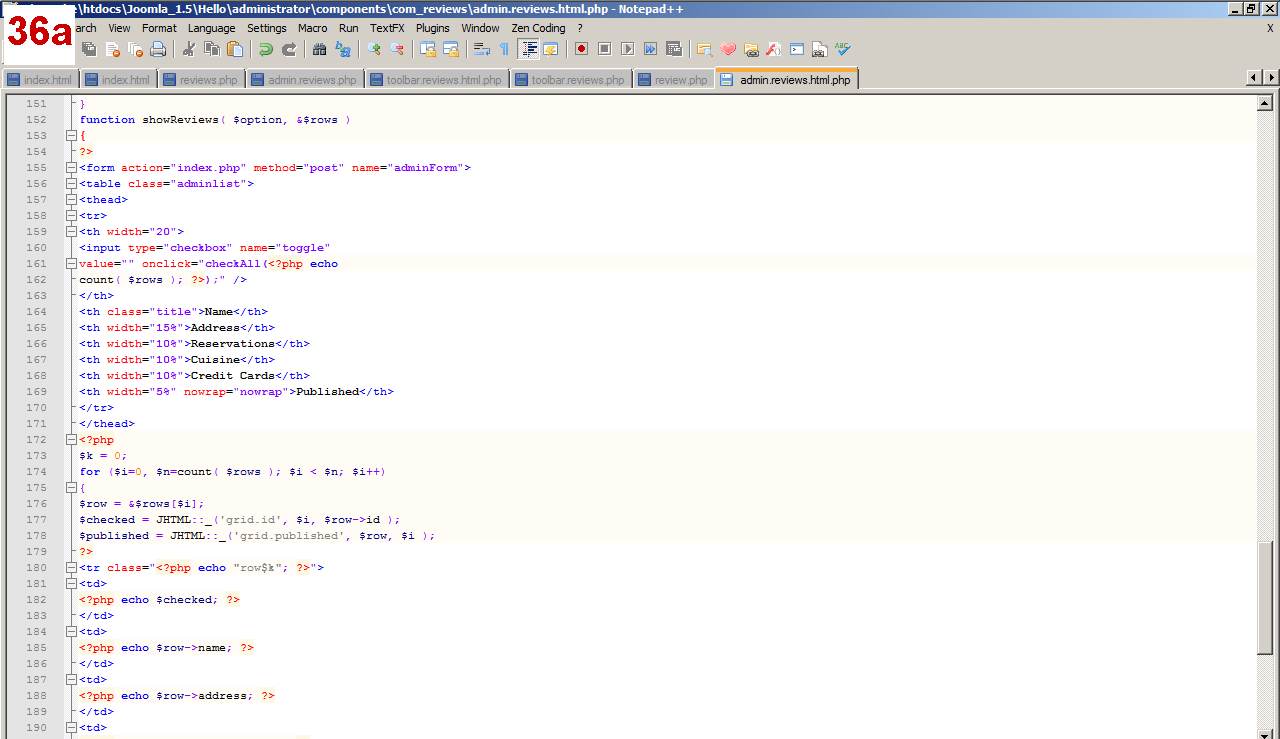 \htdocs\Joomla_1.5\Hello\administrator\components\com_reviews\admin.reviews.html.php - Notepad++
36a
arch View Format Language Settings Macro Run TextFX Plugins Window Zen Coding ? X
index.html index.html reviews.php admin.reviews.php toolbar.reviews.html.php toolbar.reviews.php review.php admin.reviews.html.php
151 }
152 function showReviews( $option, &$rows )
153 {
154 ?>
155 <form action="index.php" method="post" name="adminForm">
156 <table class="adminlist">
157 <thead>
158 <tr>
159 <th width="20">
160 <input type="checkbox" name="toggle"
161 value="" onclick="checkAll(<?php echo
162 count( $rows ); ?>);" />
163 </th>
164 <th class="title">Name</th>
165 <th width="15%">Address</th>
166 <th width="10%">Reservations</th>
167 <th width="10%">Cuisine</th>
168 <th width="10%">Credit Cards</th>
169 <th width="5%" nowrap="nowrap">Published</th>
170 </tr>
171 </thead>
172 <?php
173 $k = 0;
174 for ($i=0, $n=count( $rows ); $i < $n; $i++)
175 {
176 $row = &$rows[$i];
177 $checked = JHTML::_('grid.id', $i, $row->id );
178 $published = JHTML::_('grid.published', $row, $i );
179 ?>
180 <tr class="<?php echo "row$k"; ?>">
181 <td>
182 <?php echo $checked; ?>
183 </td>
184 <td>
185 <?php echo $row->name; ?>
186 </td>
187 <td>
188 <?php echo $row->address; ?>
189 </td>
190 <td>